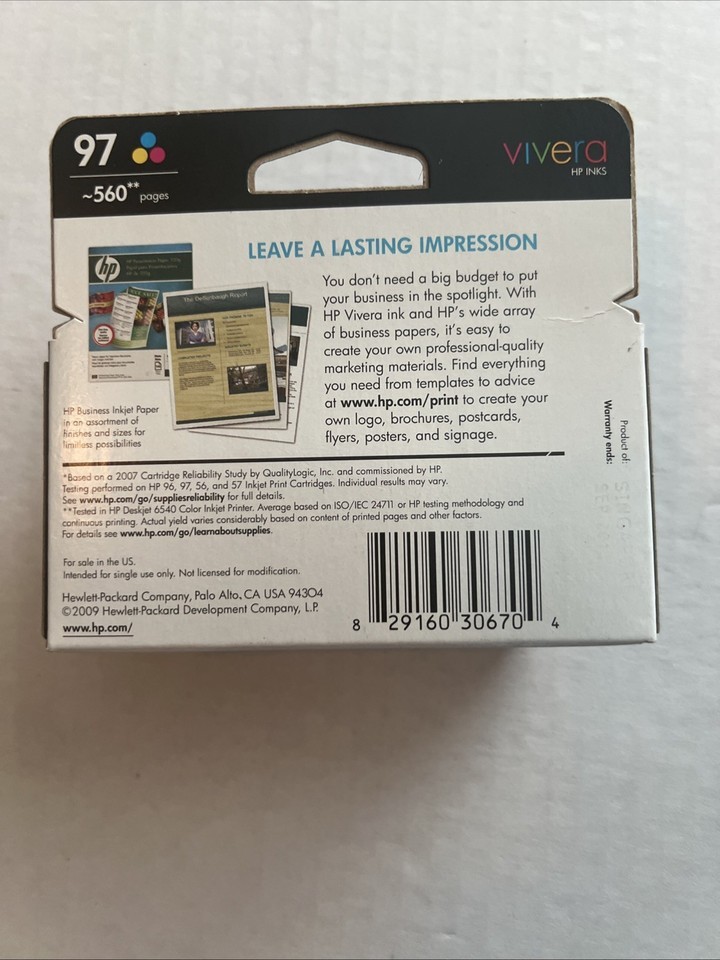 97
~560** pages
vivera
HP INKS
LEAVE A LASTING IMPRESSION
You don't need a big budget to put
your business in the spotlight. With
HP Vivera ink and HP's wide array
of business papers, it's easy to
create your own professional-quality
marketing materials. Find everything
you need from templates to advice
at www.hp.com/print to create your
own logo, brochures, postcards,
flyers, posters, and signage.
hp
HP Business Inkjet Paper
in an assortment of
finishes and sizes for
limitless possibilities
Product of:
Warranty ends:
*Based on a 2007 Cartridge Reliability Study by QualityLogic, Inc. and commissioned by HP.
Testing performed on HP 96, 97, 56, and 57 Inkjet Print Cartridges. Individual results may vary.
See www.hp.com/go/suppliesreliability for full details.
**Tested in HP Deskjet 6540 Color Inkjet Printer. Average based on ISO/IEC 24711 or HP testing methodology and
continuous printing. Actual yield varies considerably based on content of printed pages and other factors.
For details see www.hp.com/go/learnaboutsupplies.
For sale in the US.
Intended for single use only. Not licensed for modification.
Hewlett-Packard Company, Palo Alto, CA USA 94304
©2009 Hewlett-Packard Development Company, L.P.
www.hp.com/
8 29160 30670 4